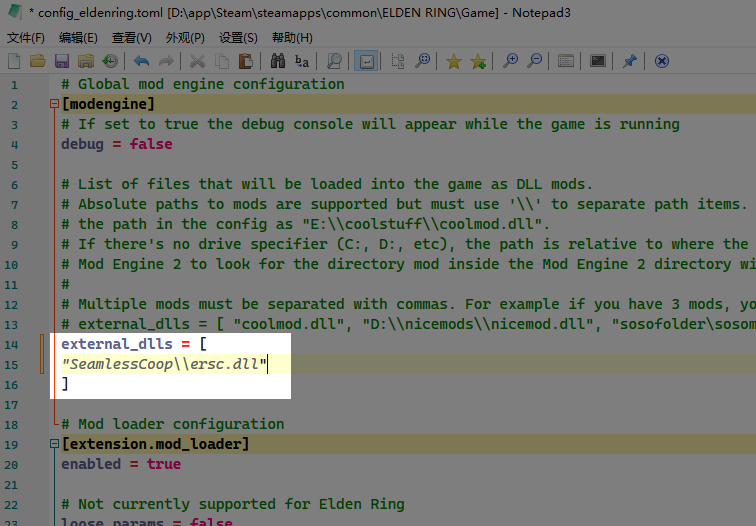 * config_eldenring.toml [D:\app\Steam\steamapps\common\ELDEN RING\Game] - Notepad3
文件(F) 编辑(E) 查看(V) 外观(P) 设置(S) 帮助(H)
1 # Global mod engine configuration
2 [modengine]
3 # If set to true the debug console will appear while the game is running
4 debug = false
5
6 # List of files that will be loaded into the game as DLL mods.
7 # Absolute paths to mods are supported but must use '\\' to separate path items.
8 # the path in the config as "E:\\coolstuff\\coolmod.dll".
9 # If there's no drive specifier (C:, D:, etc), the path is relative to where the
10 # Mod Engine 2 to look for the directory mod inside the Mod Engine 2 directory wi
11 #
12 # Multiple mods must be separated with commas. For example if you have 3 mods, yo
13 # external_dlls = [ "coolmod.dll", "D:\\nicemods\\nicemod.dll", "sosofolder\sosom
14 external_dlls = [
15 "SeamlessCoop\\ersc.dll"
16 ]
17
18 # Mod loader configuration
19 [extension.mod_loader]
20 enabled = true
21
22 # Not currently supported for Elden Ring
23 loose_params = false